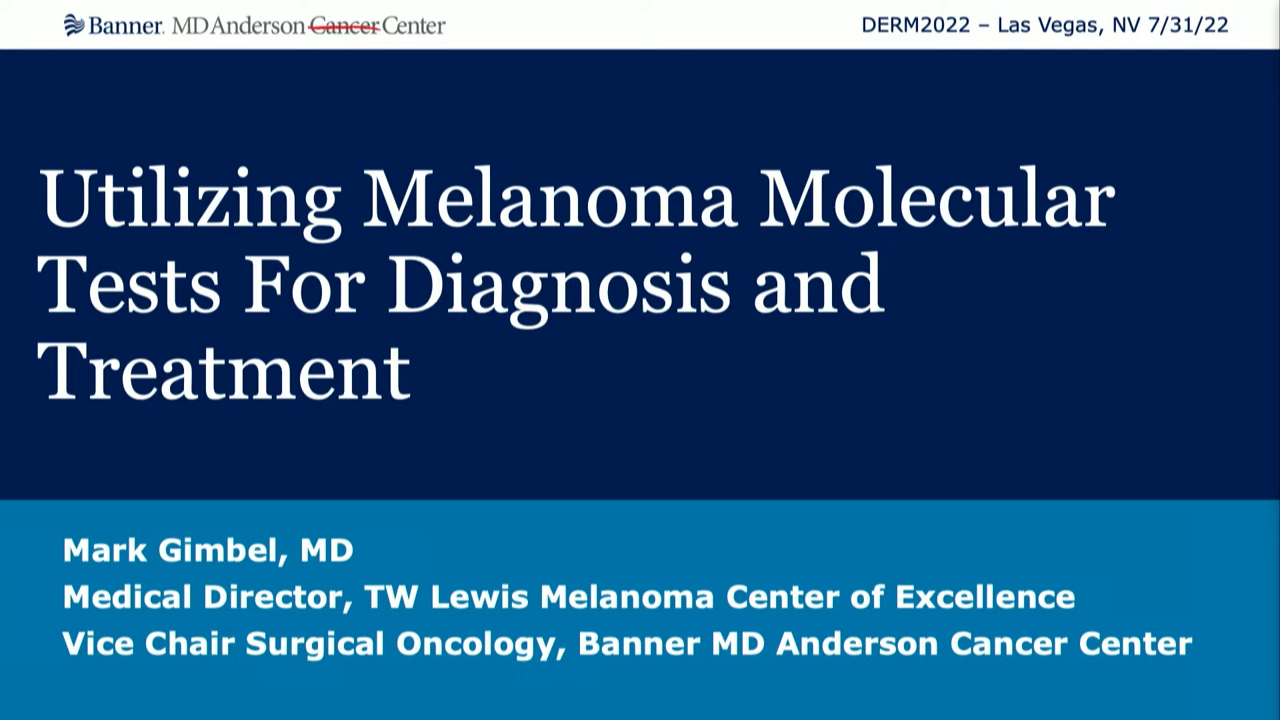 Banner. MD Anderson Cancer Center
DERM2022 – Las Vegas, NV 7/31/22
Utilizing Melanoma Molecular
Tests For Diagnosis and
Treatment
Mark Gimbel, MD
Medical Director, TW Lewis Melanoma Center of Excellence
Vice Chair Surgical Oncology, Banner MD Anderson Cancer Center